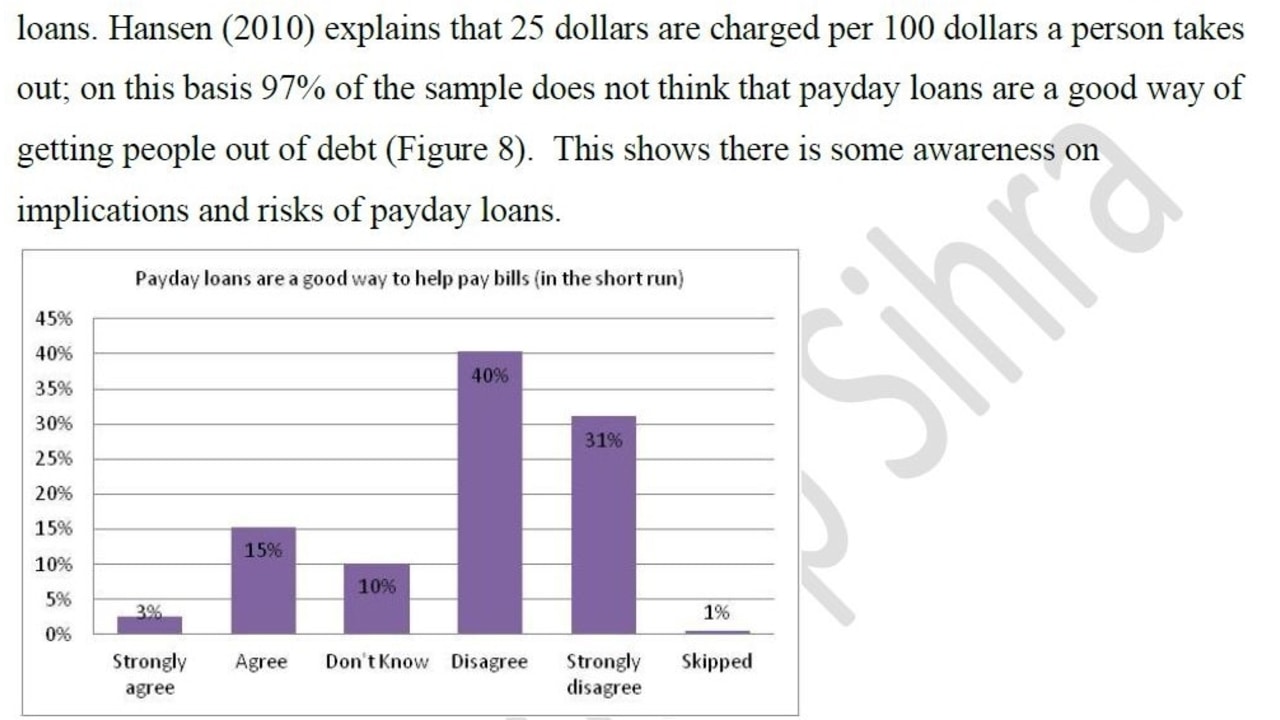 loans. Hansen (2010) explains that 25 dollars are charged per 100 dollars a person takes
out; on this basis 97% of the sample does not think that payday loans are a good way of
getting people out of debt (Figure 8).  This shows there is some awareness on
implications and risks of payday loans.
Payday loans are a good way to help pay bills (in the short run)
45%
40%
35%
30%
25%
20%
15%
10%
5%
0%
3%
15%
10%
40%
31%
1%
Strongly
agree
Agree
Don't Know
Disagree
Strongly
disagree
Skipped
Sihra